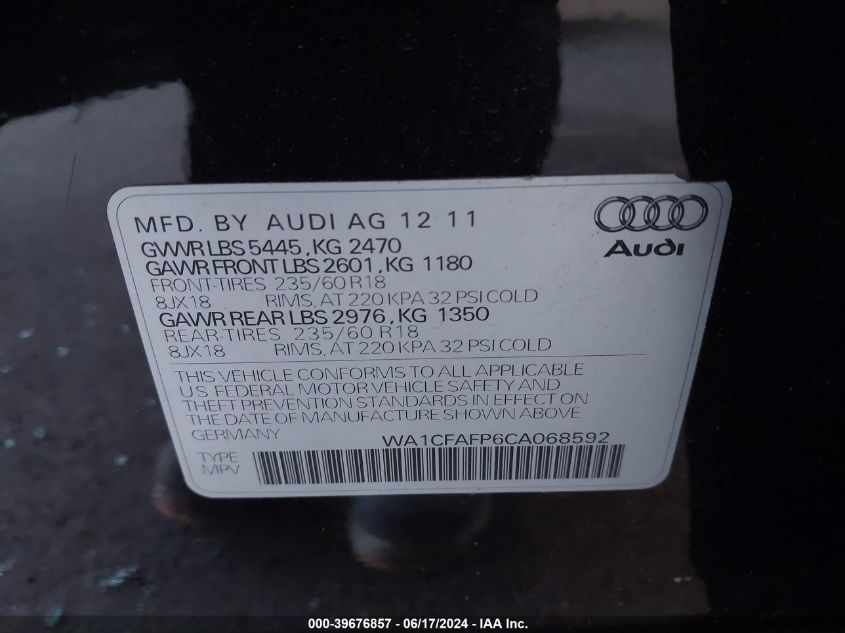 MFD. BY AUDI AG 12 11
GVWR LBS 5445, KG 2470
GAWR FRONT LBS 2601, KG 1180
FRONT-TIRES 235/60 R18
8JX18 RIMS, AT 220 KPA 32 PSI COLD
GAWR REAR LBS 2976, KG 1350
REAR-TIRES 235/60 R18
8JX18 RIMS, AT 220 KPA 32 PSI COLD
Audi
THIS VEHICLE CONFORMS TO ALL APPLICABLE
U.S. FEDERAL MOTOR VEHICLE SAFETY AND
THEFT PREVENTION STANDARDS IN EFFECT ON
THE DATE OF MANUFACTURE SHOWN ABOVE
GERMANY WA1CFAFP6CA068592
TYPE
MPV
000-39676857 - 06/17/2024 - IAA Inc.